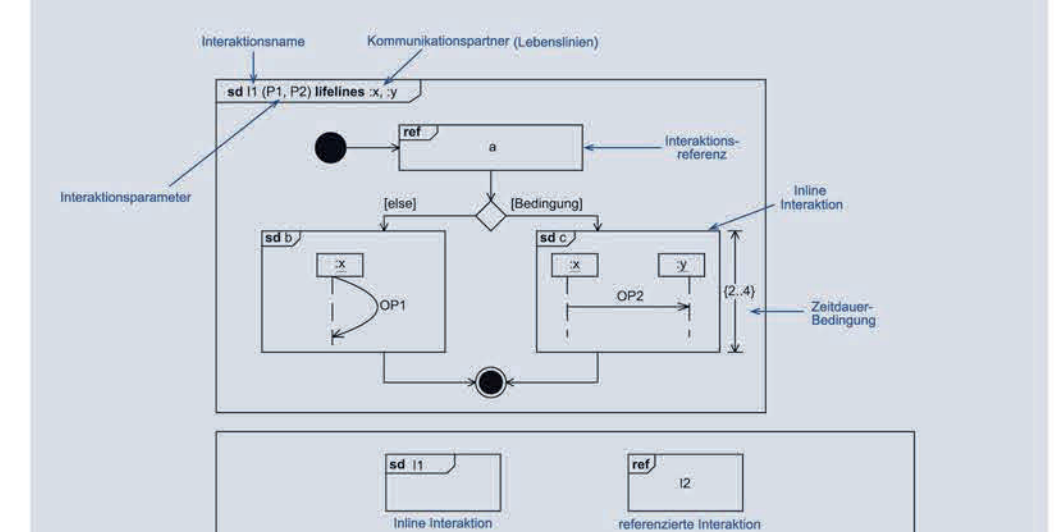 Interaktionsname
Kommunikationspartner (Lebenslinien)
sd I1 (P1, P2) lifelines :x, :y
ref
a
Interaktions-
referenz
Interaktionsparameter
[else]
[Bedingung]
Inline
Interaktion
sd b
sd c
:x
:x
:y
OP1
OP2
{2..4}
Zeitdauer-
Bedingung
sd I1
ref
I2
Inline Interaktion
referenzierte Interaktion